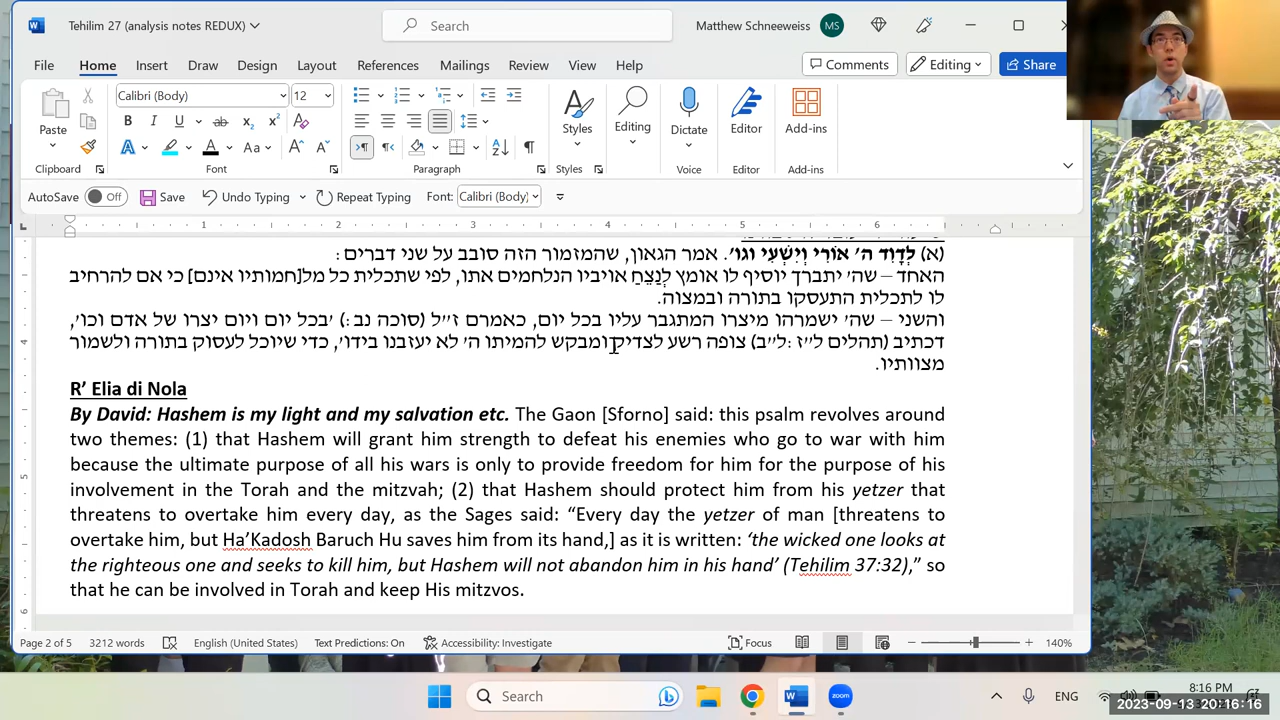 Tehilim 27 (analysis notes REDUX)
Search
Matthew Schneeweiss
MS
File Home Insert Draw Design Layout References Mailings Review View Help
Comments
Editing
Share
Paste
Calibri (Body)
12
B I U ab x2 x2 A
A A Aa A A
Styles
Editing
Dictate
Editor
Add-ins
Clipboard
Font
Paragraph
Styles
Voice
Editor
Add-ins
AutoSave Off Save Undo Typing Repeat Typing Font: Calibri (Body)
1 2 3 4 5 6
(א) לְדָוִד ה׳ אוֹרִי וְיִשְׁעִי וגו׳. אמר הגאון, שהמזמור הזה סובב על שני דברים:
האחד – שה׳ יתברך יוסיף לו אומץ לְנַצֵּחַ אויביו הנלחמים אתו, לפי שתכלית כל מל[חמותיו אינם] כי אם להרחיב
לו לתכלית התעסקו בתורה ובמצוה.
והשני – שה׳ ישמרהו מיצרו המתגבר עליו בכל יום, כאמרם ז״ל (סוכה נב:) ׳בכל יום ויום יצרו של אדם וכו׳,
דכתיב (תהלים ל״ז:ל״ב) צופה רשע לצדיק ומבקש להמיתו ה׳ לא יעזבנו בידו׳, כדי שיוכל לעסוק בתורה ולשמור
מצוותיו.
R’ Elia di Nola
By David: Hashem is my light and my salvation etc. The Gaon [Sforno] said: this psalm revolves around
two themes: (1) that Hashem will grant him strength to defeat his enemies who go to war with him
because the ultimate purpose of all his wars is only to provide freedom for him for the purpose of his
involvement in the Torah and the mitzvah; (2) that Hashem should protect him from his yetzer that
threatens to overtake him every day, as the Sages said: “Every day the yetzer of man [threatens to
overtake him, but Ha’Kadosh Baruch Hu saves him from its hand,] as it is written: ‘the wicked one looks at
the righteous one and seeks to kill him, but Hashem will not abandon him in his hand’ (Tehilim 37:32),” so
that he can be involved in Torah and keep His mitzvos.
5
6
Page 2 of 5 3212 words English (United States) Text Predictions: On Accessibility: Investigate Focus 140%
Search
ENG
8:16 PM
2023-09-13 20:16:16